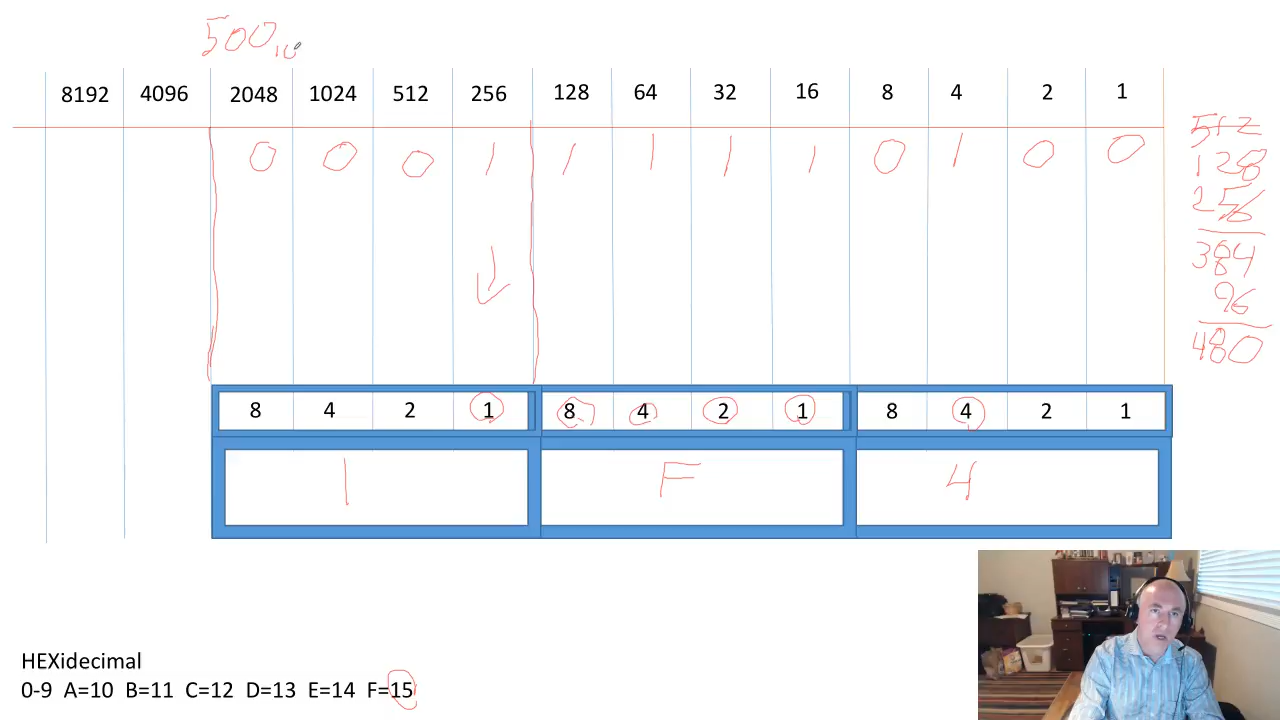 500₁₀
8192 4096 2048 1024 512 256 128 64 32 16 8 4 2 1
0 0 0 1 1 1 1 1 0 1 0 0
512
128
256
384
96
480
8 4 2 1 8 4 2 1 8 4 2 1
1 F 4
HEXidecimal
0-9 A=10 B=11 C=12 D=13 E=14 F=15